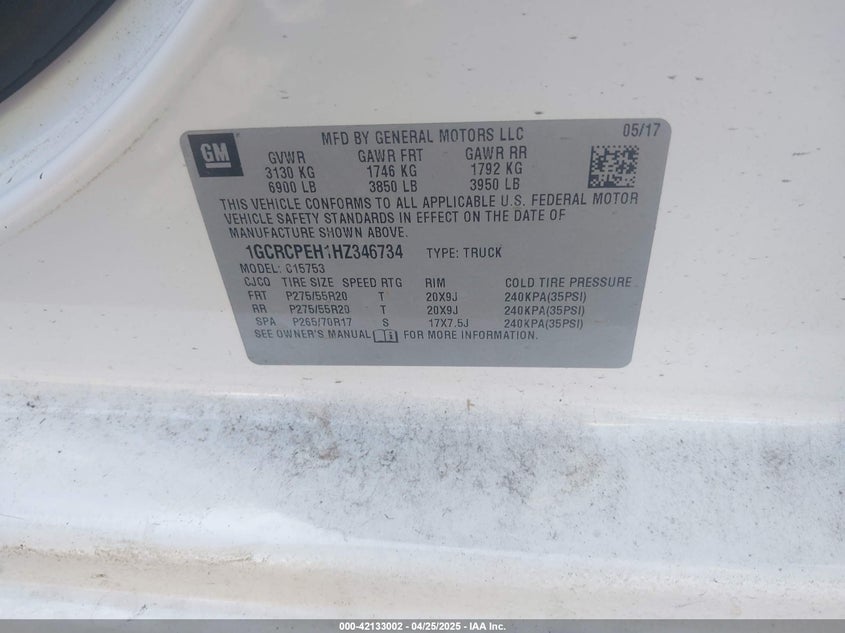 GM
MFD BY GENERAL MOTORS LLC 05/17
GVWR GAWR FRT GAWR RR
3130 KG 1746 KG 1792 KG
6900 LB 3850 LB 3950 LB
THIS VEHICLE CONFORMS TO ALL APPLICABLE U.S. FEDERAL MOTOR
VEHICLE SAFETY STANDARDS IN EFFECT ON THE DATE OF
MANUFACTURE SHOWN ABOVE.
1GCRCPEH1HZ346734 TYPE: TRUCK
MODEL: C15753
CJCQ TIRE SIZE SPEED RTG RIM COLD TIRE PRESSURE
FRT P275/55R20 T 20X9J 240KPA(35PSI)
RR P275/55R20 T 20X9J 240KPA(35PSI)
SPA P265/70R17 S 17X7.5J 240KPA(35PSI)
SEE OWNER'S MANUAL FOR MORE INFORMATION.
000-42133002 - 04/25/2025 - IAA Inc.